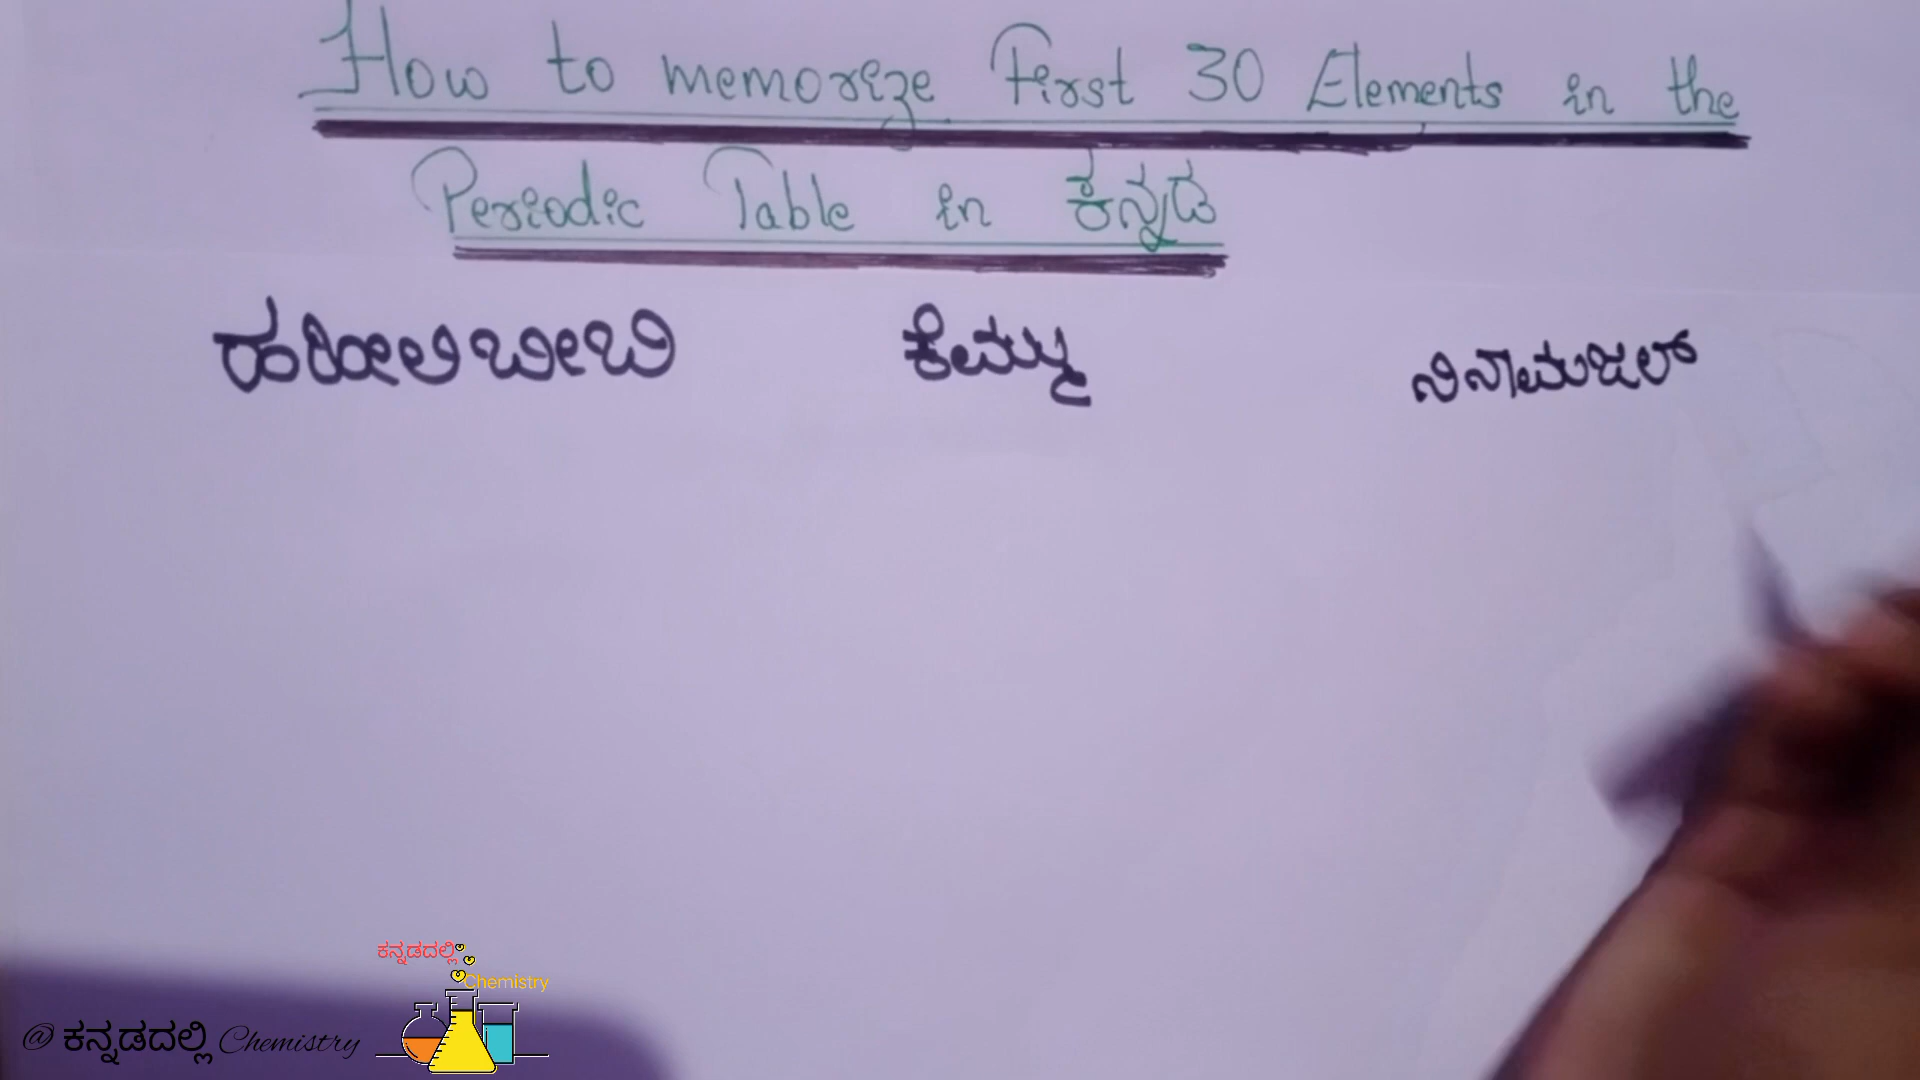 How to memorize First 30 Elements in the
Periodic Table in ಕನ್ನಡ
ಹಹೀಲಿಬೀಬಿ ಕೆಮ್ಮು ನಿನಾಮಜಲ್
ಕನ್ನಡದಲ್ಲಿ
Chemistry
@ ಕನ್ನಡದಲ್ಲಿ Chemistry